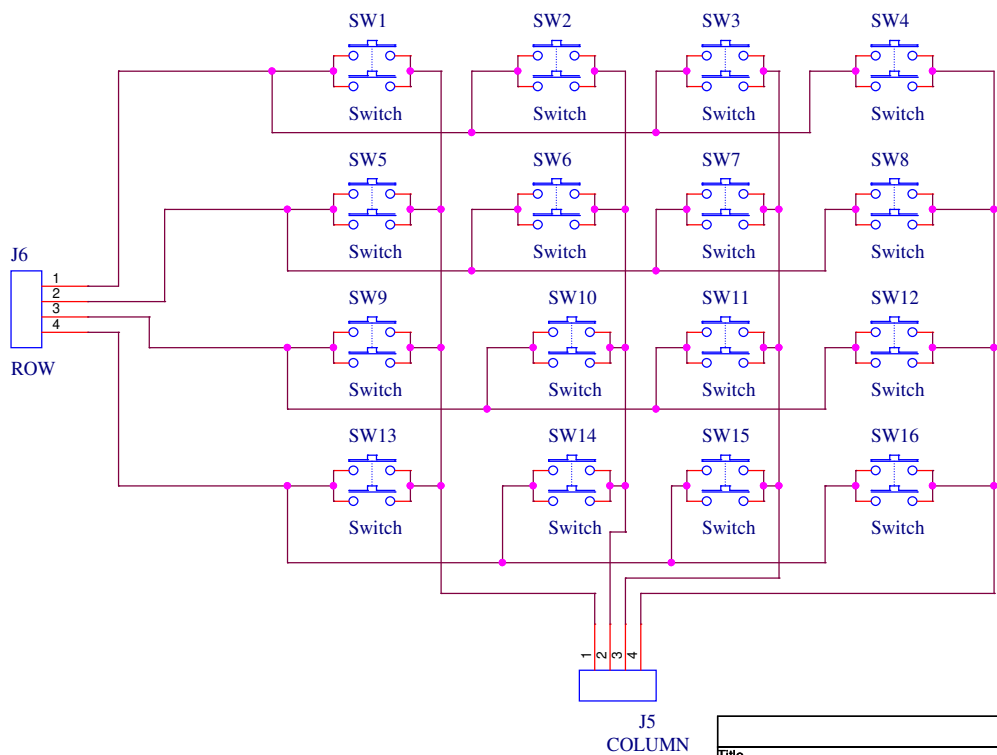 SW1 SW2 SW3 SW4
Switch Switch Switch Switch
SW5 SW6 SW7 SW8
Switch Switch Switch Switch
J6
1
2
3
4
ROW
SW9 SW10 SW11 SW12
Switch Switch Switch Switch
SW13 SW14 SW15 SW16
Switch Switch Switch Switch
1 2 3 4
J5
COLUMN
Title